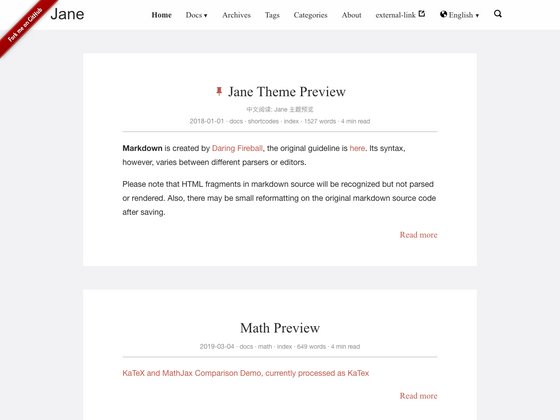 Fork me on GitHub
Jane
Home Docs ▾ Archives Tags Categories About external-link English ▾
Jane Theme Preview
中文阅读: Jane 主题预览
2018-01-01 · docs · shortcodes · index · 1527 words · 4 min read
Markdown is created by Daring Fireball, the original guideline is here. Its syntax,
however, varies between different parsers or editors.
Please note that HTML fragments in markdown source will be recognized but not parsed
or rendered. Also, there may be small reformatting on the original markdown source code
after saving.
Read more
Math Preview
2019-03-04 · docs · math · index · 649 words · 4 min read
KaTeX and MathJax Comparison Demo, currently processed as KaTex
Read more